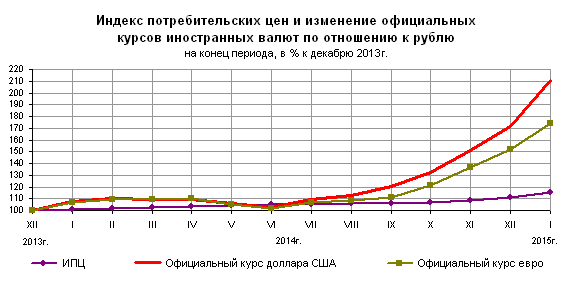 Индекс потребительских цен и изменение официальных
курсов иностранных валют по отношению к рублю
на конец периода, в % к декабрю 2013г.
220
210
200
190
180
170
160
150
140
130
120
110
100
XII I II III IV V VI VII VIII IX X XI XII I
2013г. 2014г. 2015г.
ИПЦ Официальный курс доллара США Официальный курс евро